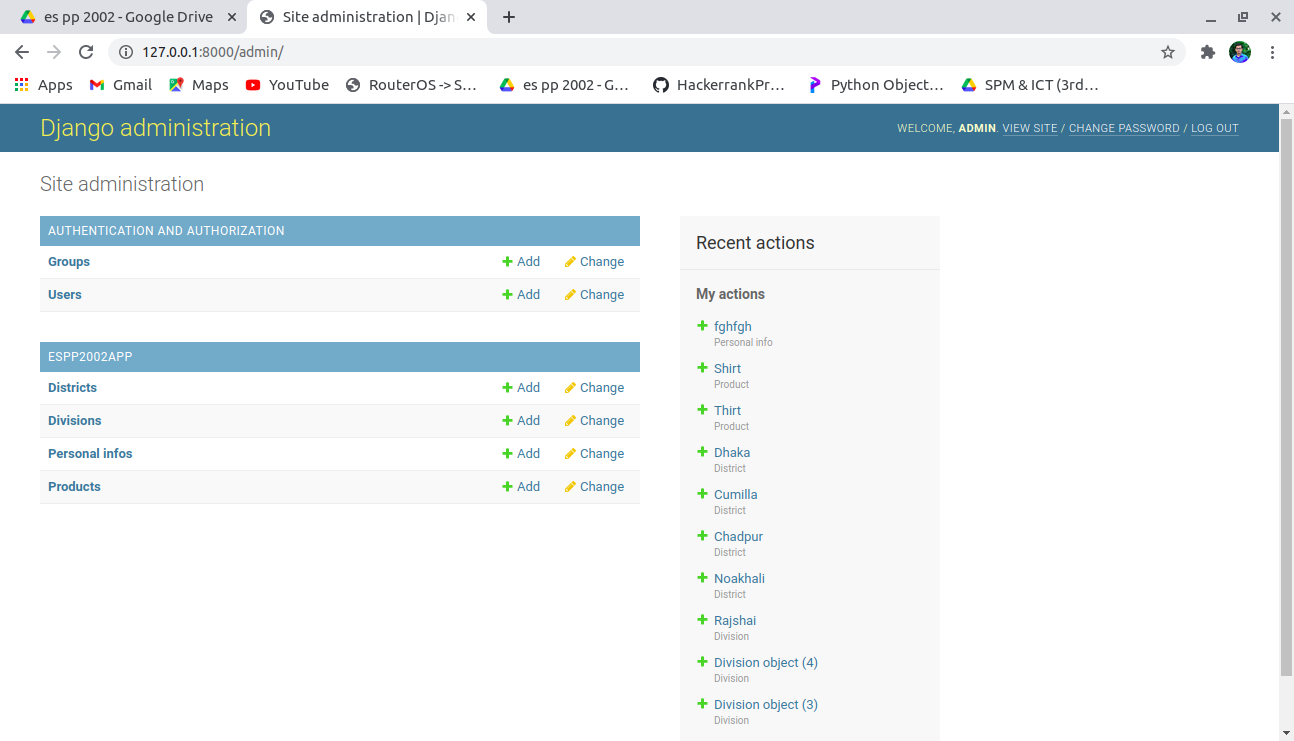 es pp 2002 - Google Drive
Site administration | Djan
127.0.0.1:8000/admin/
Apps Gmail Maps YouTube RouterOS -> S... es pp 2002 - G... HackerrankPr... Python Object... SPM & ICT (3rd...
Django administration
WELCOME, ADMIN. VIEW SITE / CHANGE PASSWORD / LOG OUT
Site administration
AUTHENTICATION AND AUTHORIZATION
Groups Add Change
Users Add Change
ESPP2002APP
Districts Add Change
Divisions Add Change
Personal infos Add Change
Products Add Change
Recent actions
My actions
fghfgh
Personal info
Shirt
Product
Thirt
Product
Dhaka
District
Cumilla
District
Chadpur
District
Noakhali
District
Rajshai
Division
Division object (4)
Division
Division object (3)
Division